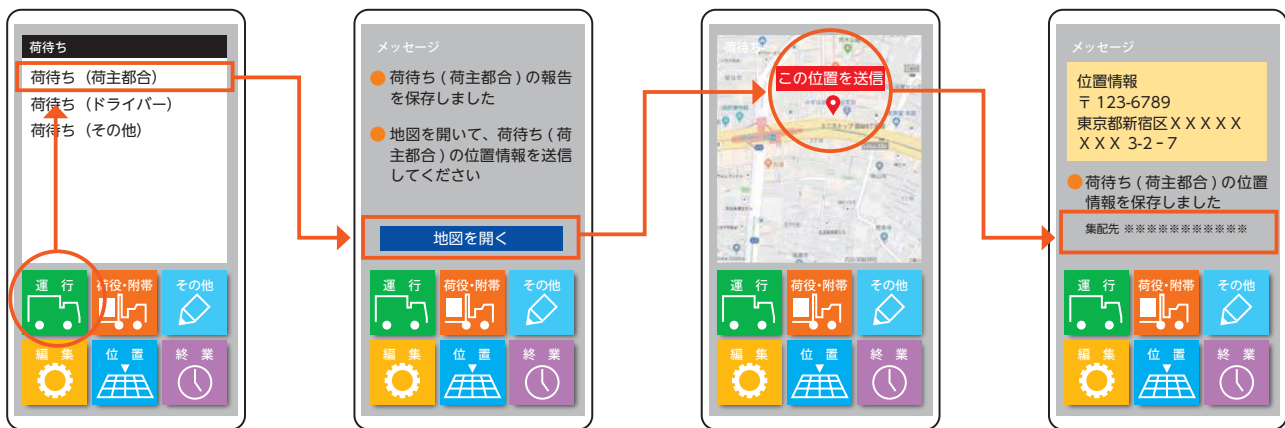 荷待ち
荷待ち（荷主都合）
荷待ち（ドライバー）
荷待ち（その他）
運 行
荷役・附帯
その他
編 集
位 置
終 業
メッセージ
荷待ち ( 荷主都合 ) の報告
を保存しました
地図を開いて、荷待ち ( 荷
主都合 ) の位置情報を送信
してください
地図を開く
運 行
荷役・附帯
その他
編 集
位 置
終 業
荷待ち
この位置を送信
運 行
荷役・附帯
その他
編 集
位 置
終 業
メッセージ
位置情報
〒 123-6789
東京都新宿区ＸＸＸＸＸ
ＸＸＸ 3-2－7
荷待ち ( 荷主都合 ) の位置
情報を保存しました
集配先 ※※※※※※※※※※※
運 行
荷役・附帯
その他
編 集
位 置
終 業